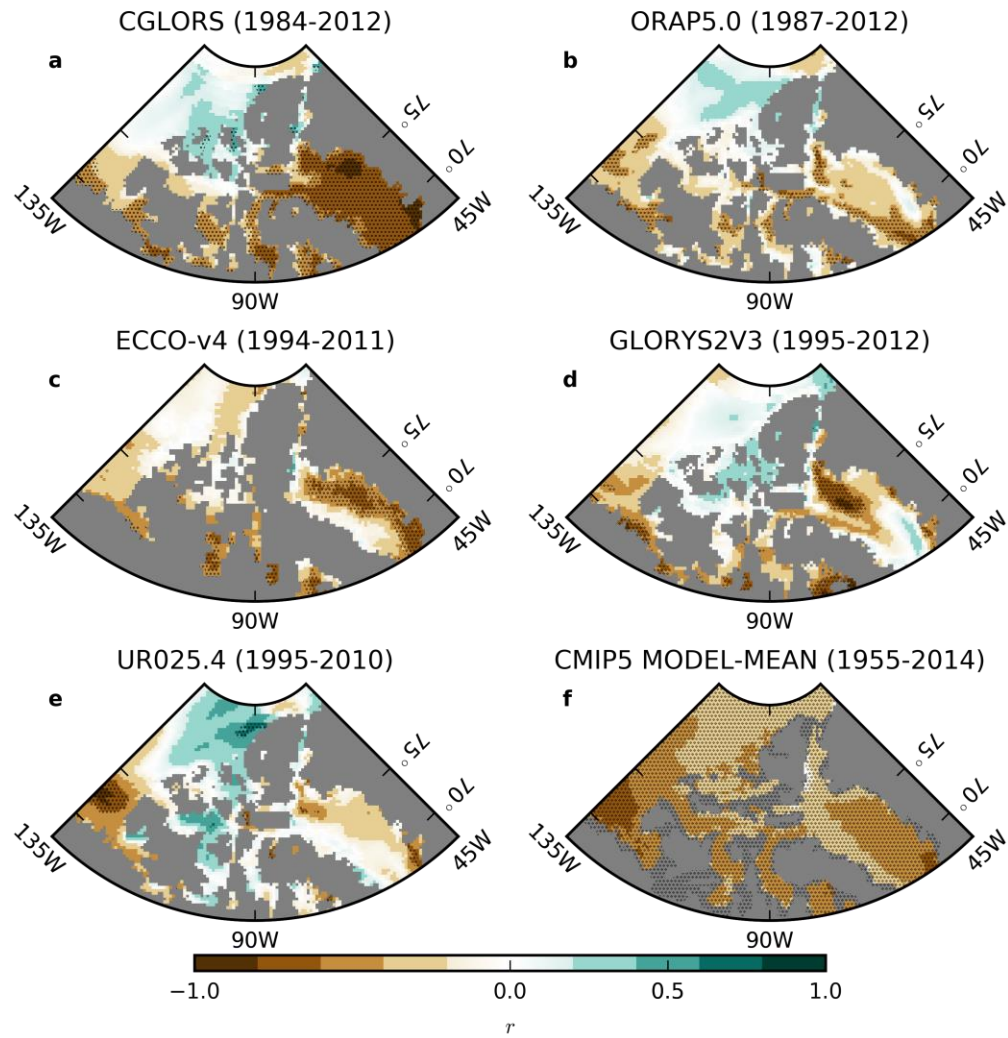 CGLORS (1984-2012)
ORAP5.0 (1987-2012)
a
b
75
°
70
°
135W
45W
90W
75
°
70
°
135W
45W
90W
ECCO-v4 (1994-2011)
GLORYS2V3 (1995-2012)
c
d
75
°
70
°
135W
45W
90W
75
°
70
°
135W
45W
90W
UR025.4 (1995-2010)
CMIP5 MODEL-MEAN (1955-2014)
e
f
75
°
70
°
135W
45W
90W
75
°
70
°
135W
45W
90W
−1.0
0.0
0.5
1.0
r